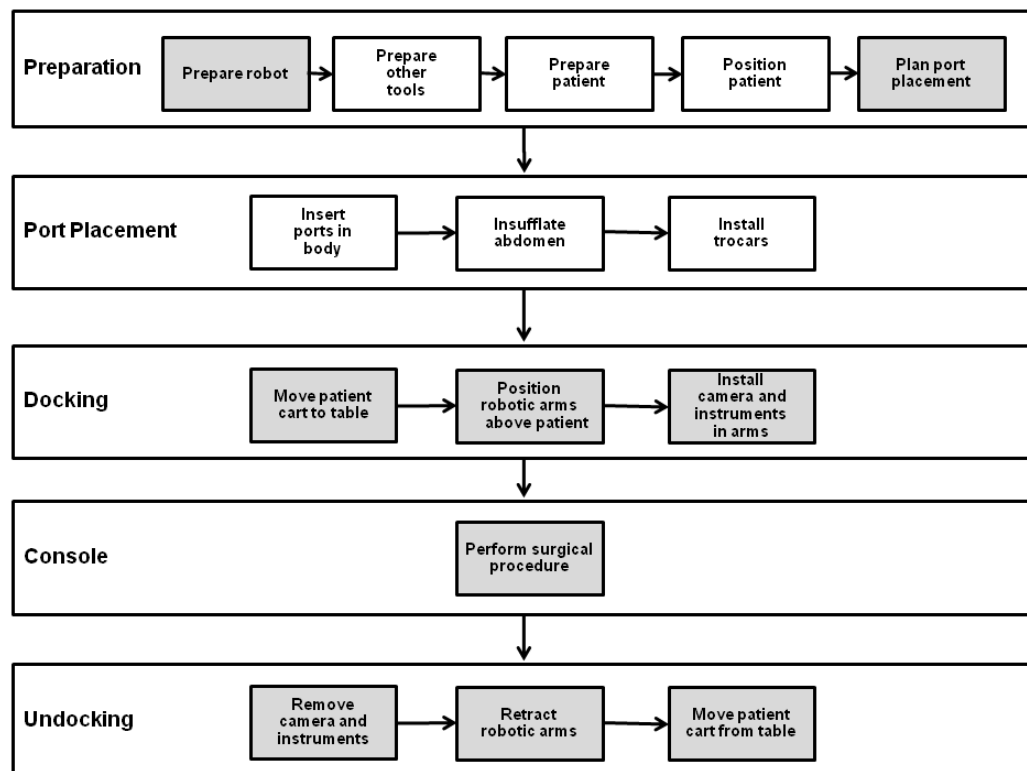 Preparation
Prepare robot
Prepare
other
tools
Prepare
patient
Position
patient
Plan port
placement
Port Placement
Insert
ports in
body
Insufflate
abdomen
Install
trocars
Docking
Move patient
cart to table
Position
robotic arms
above patient
Install
camera and
instruments
in arms
Console
Perform surgical
procedure
Undocking
Remove
camera and
instruments
Retract
robotic arms
Move patient
cart from table